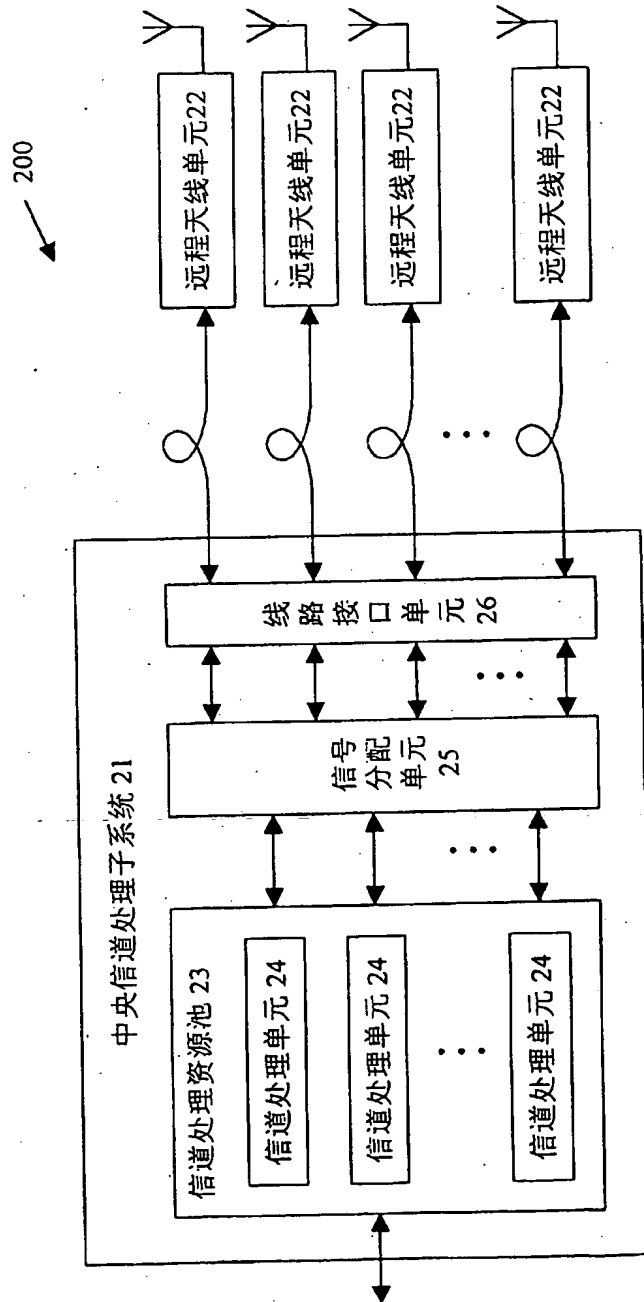 200
中央信道处理子系统 21
信道处理资源池 23
信道处理单元 24
信道处理单元 24
信道处理单元 24
信号
分配
单元
25
线
路
接
口
单
元
26
远程天线单元22
远程天线单元22
远程天线单元22
远程天线单元22